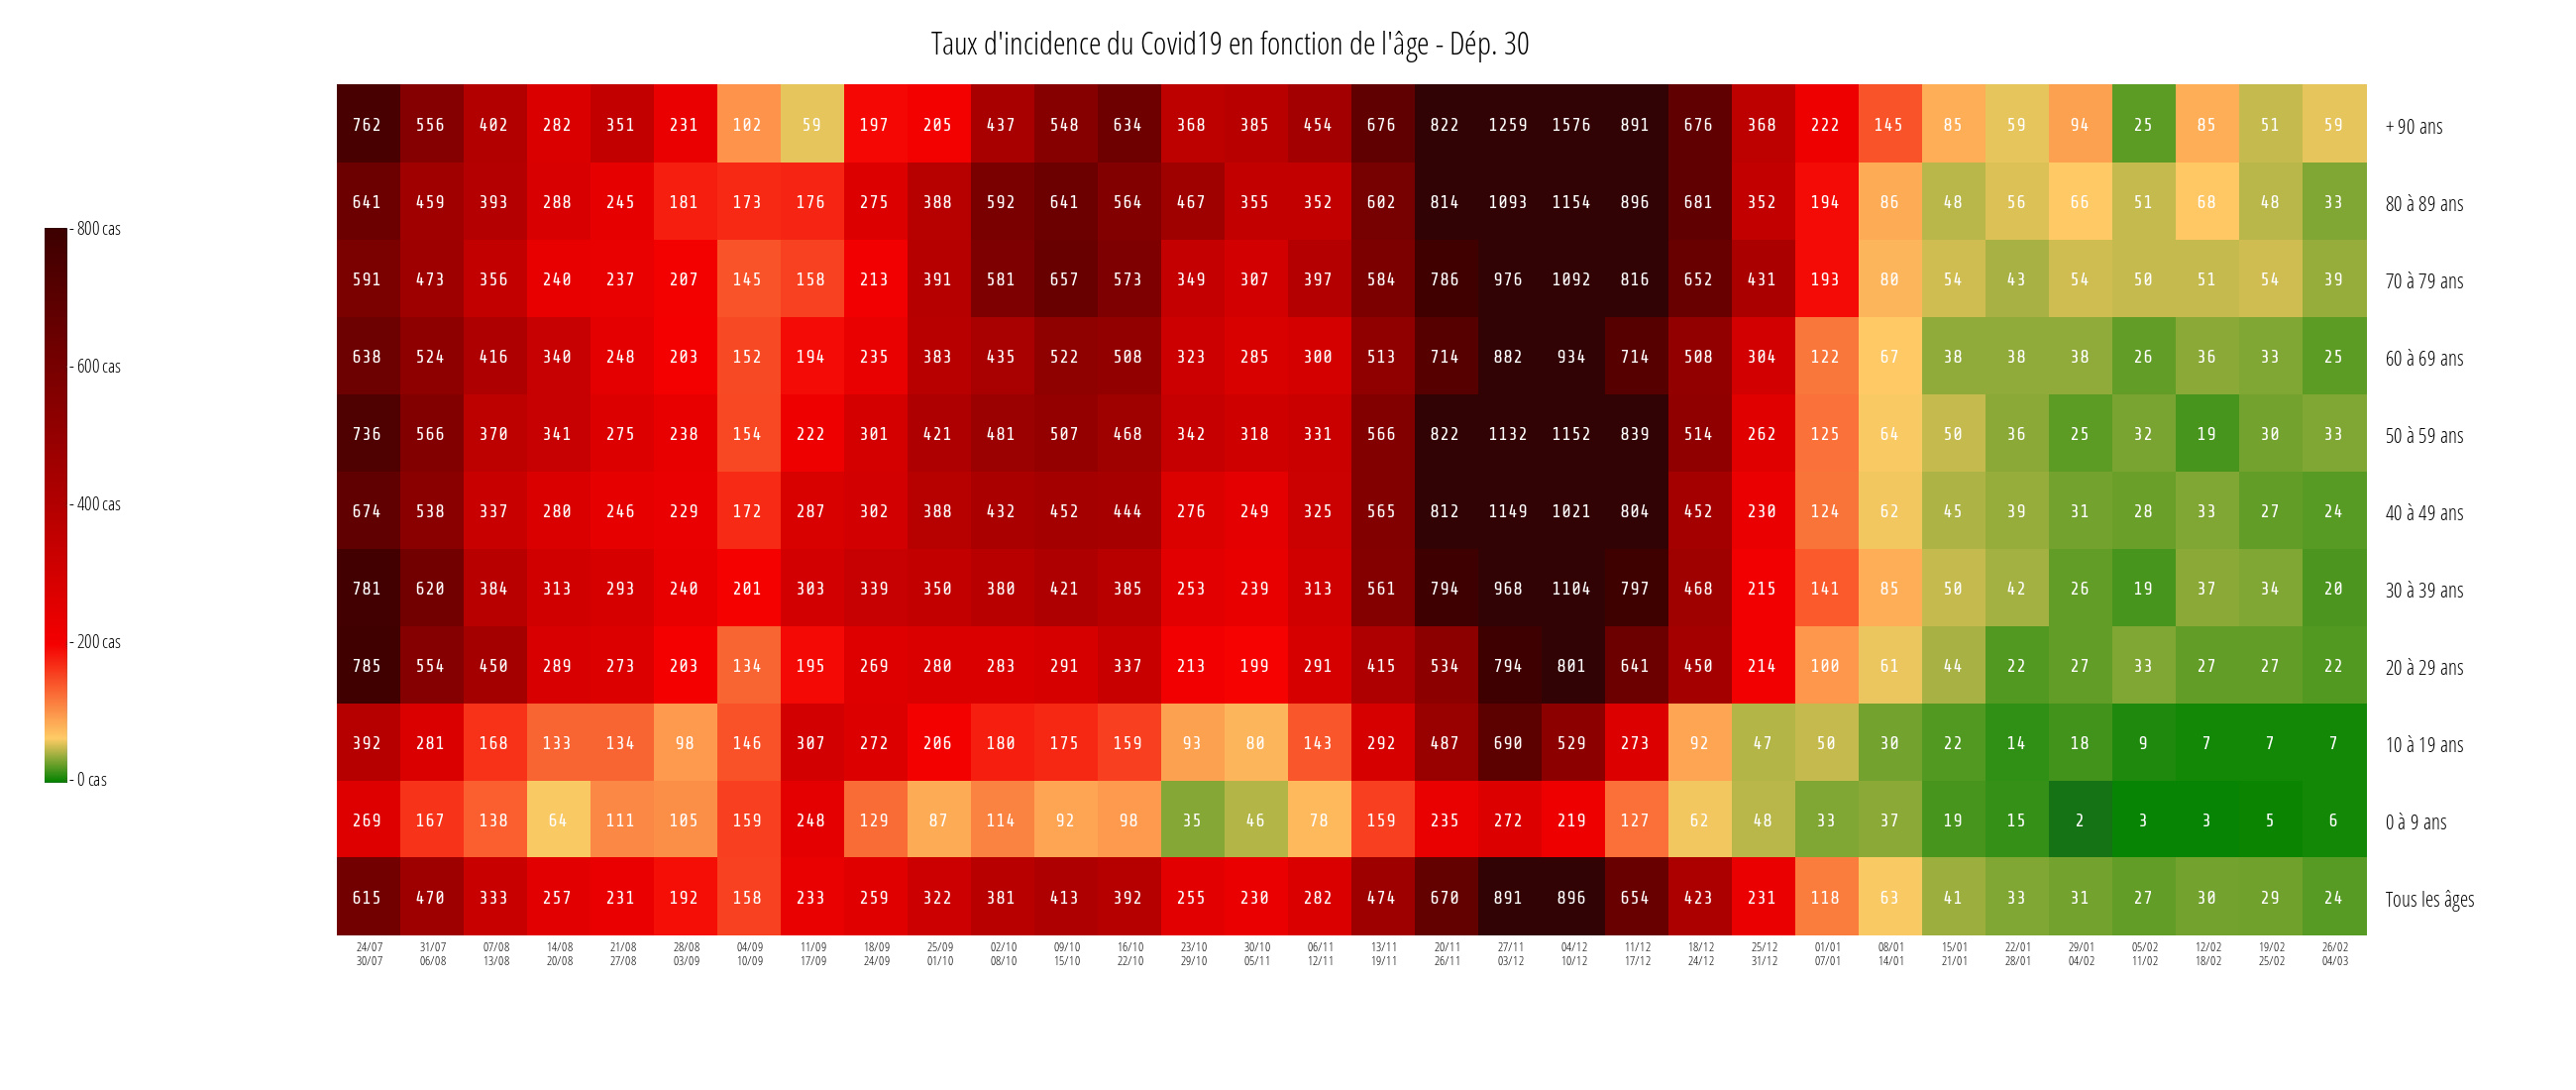 Taux d'incidence du Covid19 en fonction de l'âge - Dép. 30
- 800 cas
- 600 cas
- 400 cas
- 200 cas
- 0 cas
762 556 402 282 351 231 102 59 197 205 437 548 634 368 385 454 676 822 1259 1576 891 676 368 222 145 85 59 94 25 85 51 59 + 90 ans
641 459 393 288 245 181 173 176 275 388 592 641 564 467 355 352 602 814 1093 1154 896 681 352 194 86 48 56 66 51 68 48 33 80 à 89 ans
591 473 356 240 237 207 145 158 213 391 581 657 573 349 307 397 584 786 976 1092 816 652 431 193 80 54 43 54 50 51 54 39 70 à 79 ans
638 524 416 340 248 203 152 194 235 383 435 522 508 323 285 300 513 714 882 934 714 508 304 122 67 38 38 38 26 36 33 25 60 à 69 ans
736 566 370 341 275 238 154 222 301 421 481 507 468 342 318 331 566 822 1132 1152 839 514 262 125 64 50 36 25 32 19 30 33 50 à 59 ans
674 538 337 280 246 229 172 287 302 388 432 452 444 276 249 325 565 812 1149 1021 804 452 230 124 62 45 39 31 28 33 27 24 40 à 49 ans
781 620 384 313 293 240 201 303 339 350 380 421 385 253 239 313 561 794 968 1104 797 468 215 141 85 50 42 26 19 37 34 20 30 à 39 ans
785 554 450 289 273 203 134 195 269 280 283 291 337 213 199 291 415 534 794 801 641 450 214 100 61 44 22 27 33 27 27 22 20 à 29 ans
392 281 168 133 134 98 146 307 272 206 180 175 159 93 80 143 292 487 690 529 273 92 47 50 30 22 14 18 9 7 7 7 10 à 19 ans
269 167 138 64 111 105 159 248 129 87 114 92 98 35 46 78 159 235 272 219 127 62 48 33 37 19 15 2 3 3 5 6 0 à 9 ans
615 470 333 257 231 192 158 233 259 322 381 413 392 255 230 282 474 670 891 896 654 423 231 118 63 41 33 31 27 30 29 24 Tous les âges
24/07 31/07 07/08 14/08 21/08 28/08 04/09 11/09 18/09 25/09 02/10 09/10 16/10 23/10 30/10 06/11 13/11 20/11 27/11 04/12 11/12 18/12 25/12 01/01 08/01 15/01 22/01 29/01 05/02 12/02 19/02 26/02
30/07 06/08 13/08 20/08 27/08 03/09 10/09 17/09 24/09 01/10 08/10 15/10 22/10 29/10 05/11 12/11 19/11 26/11 03/12 10/12 17/12 24/12 31/12 07/01 14/01 21/01 28/01 04/02 11/02 18/02 25/02 04/03